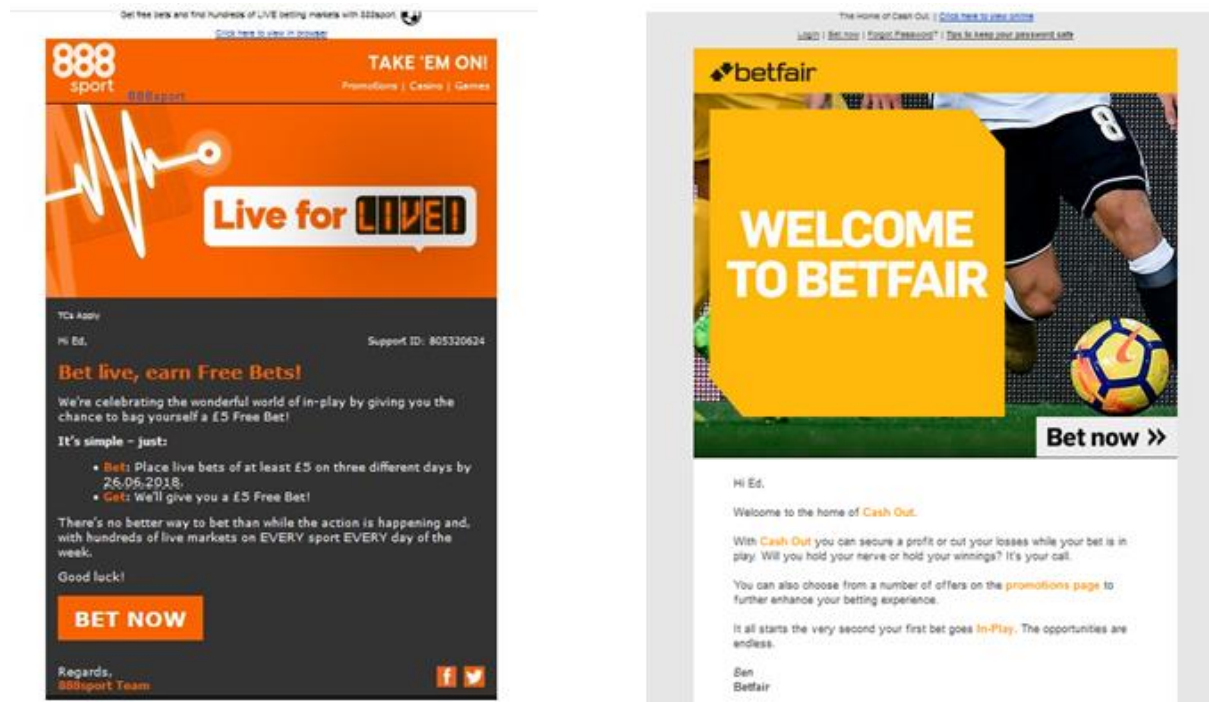 Get free bets and find hundreds of LIVE betting markets with 888sport.
Click here to view in browser
888
sport
888sport
TAKE 'EM ON!
Promotions | Casino | Games
Live for LIVE!
TCs Apply
Hi Ed,
Support ID: 805320624
Bet live, earn Free Bets!
We're celebrating the wonderful world of in-play by giving you the
chance to bag yourself a £5 Free Bet!
It's simple – just:
• Bet: Place live bets of at least £5 on three different days by
26.06.2018.
• Get: We'll give you a £5 Free Bet!
There's no better way to bet than while the action is happening and,
with hundreds of live markets on EVERY sport EVERY day of the
week.
Good luck!
BET NOW
Regards,
888sport Team
The Home of Cash Out. | Click here to view online
Login | Bet now | Forgot Password? | Tips to keep your password safe
betfair
8
WELCOME
TO BETFAIR
Bet now »
Hi Ed,
Welcome to the home of Cash Out.
With Cash Out you can secure a profit or cut your losses while your bet is in
play. Will you hold your nerve or hold your winnings? It's your call.
You can also choose from a number of offers on the promotions page to
further enhance your betting experience.
It all starts the very second your first bet goes In-Play. The opportunities are
endless.
Ben
Betfair